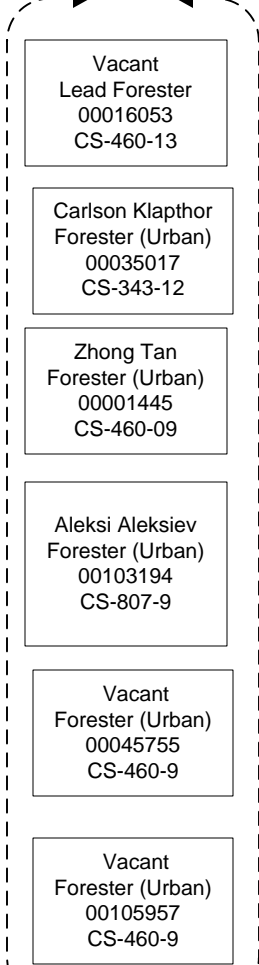 Vacant
Lead Forester
00016053
CS-460-13
Carlson Klapthor
Forester (Urban)
00035017
CS-343-12
Zhong Tan
Forester (Urban)
00001445
CS-460-09
Aleksi Aleksiev
Forester (Urban)
00103194
CS-807-9
Vacant
Forester (Urban)
00045755
CS-460-9
Vacant
Forester (Urban)
00105957
CS-460-9